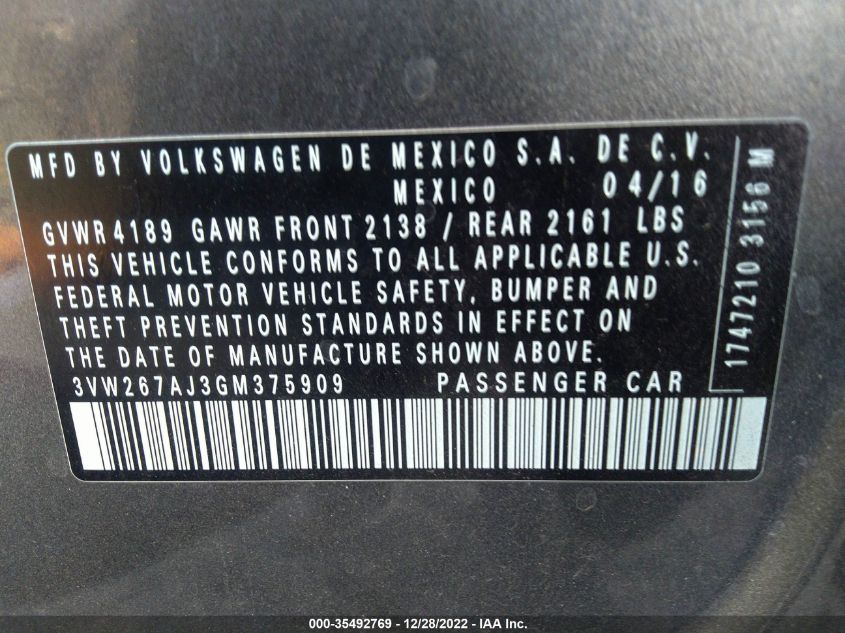 MFD BY VOLKSWAGEN DE MEXICO S.A. DE C.V.
MEXICO 04/16
GVWR 4189 GAWR FRONT 2138 / REAR 2161 LBS
THIS VEHICLE CONFORMS TO ALL APPLICABLE U.S.
FEDERAL MOTOR VEHICLE SAFETY, BUMPER AND
THEFT PREVENTION STANDARDS IN EFFECT ON
THE DATE OF MANUFACTURE SHOWN ABOVE.
3VW267AJ3GM375909 PASSENGER CAR
1747210 3156 M
000-35492769 - 12/28/2022 - IAA Inc.